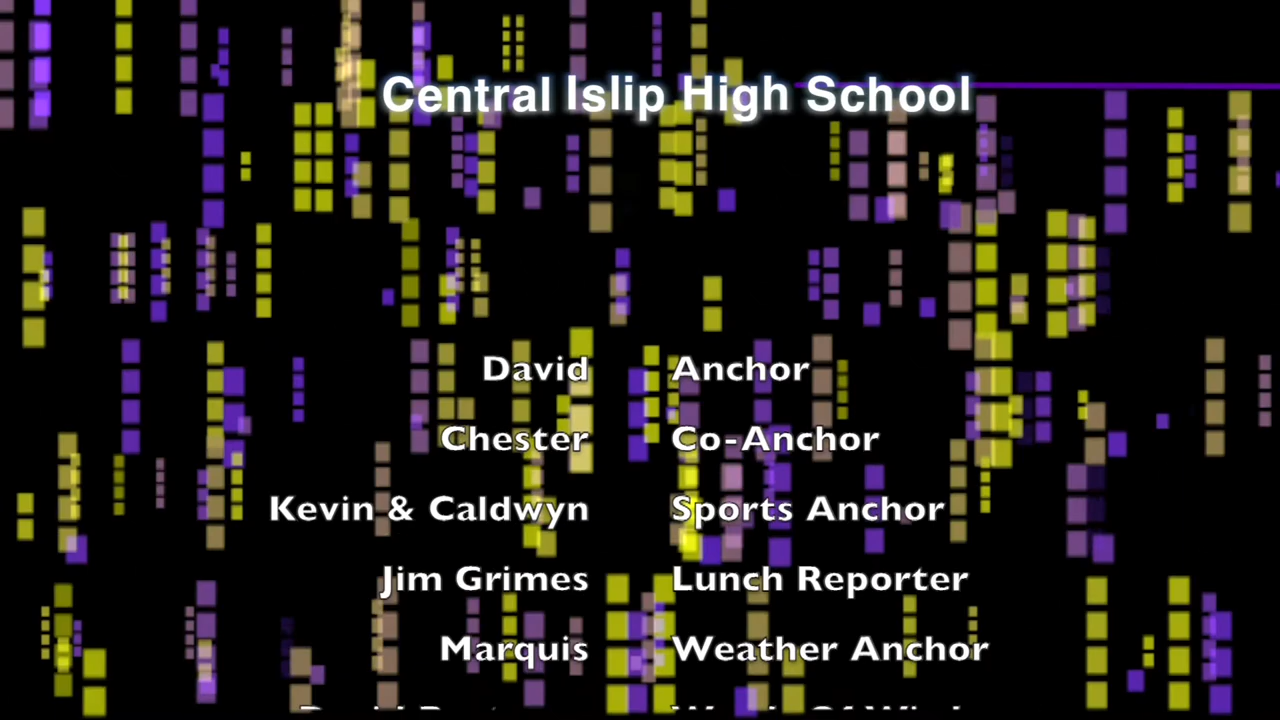 Central Islip High School
David Anchor
Chester Co-Anchor
Kevin & Caldwyn Sports Anchor
Jim Grimes Lunch Reporter
Marquis Weather Anchor